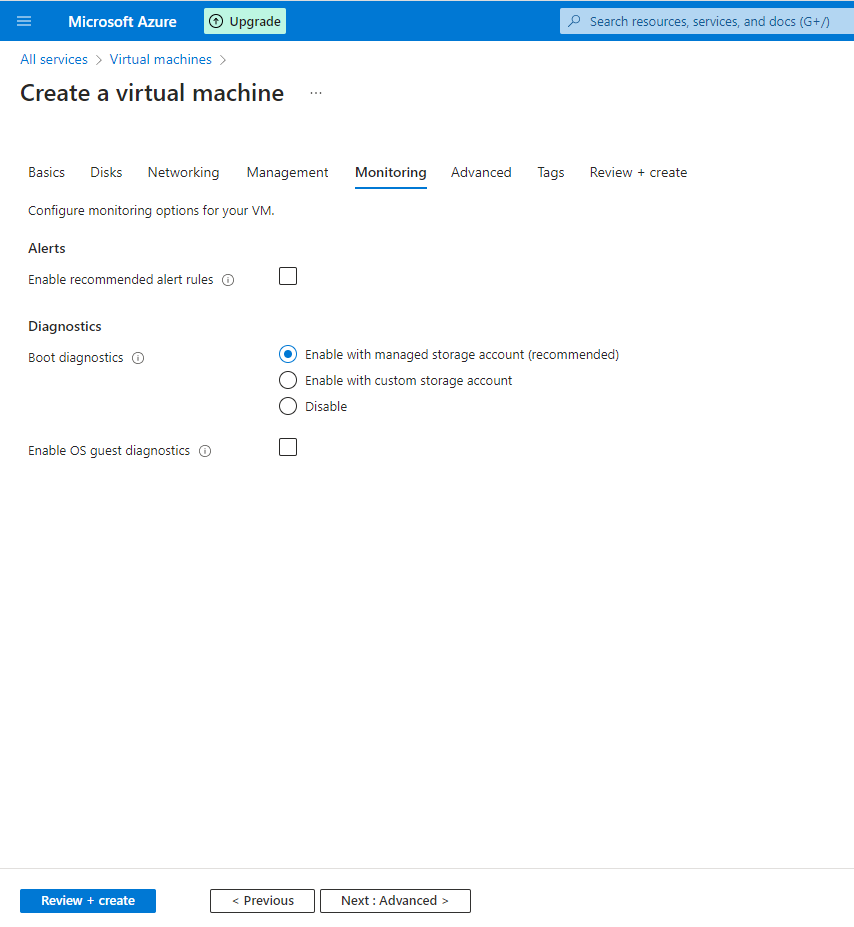 Microsoft Azure Upgrade Search resources, services, and docs (G+/)
All services > Virtual machines >
Create a virtual machine ...
Basics Disks Networking Management Monitoring Advanced Tags Review + create
Configure monitoring options for your VM.
Alerts
Enable recommended alert rules
Diagnostics
Boot diagnostics
Enable with managed storage account (recommended)
Enable with custom storage account
Disable
Enable OS guest diagnostics
Review + create < Previous Next : Advanced >